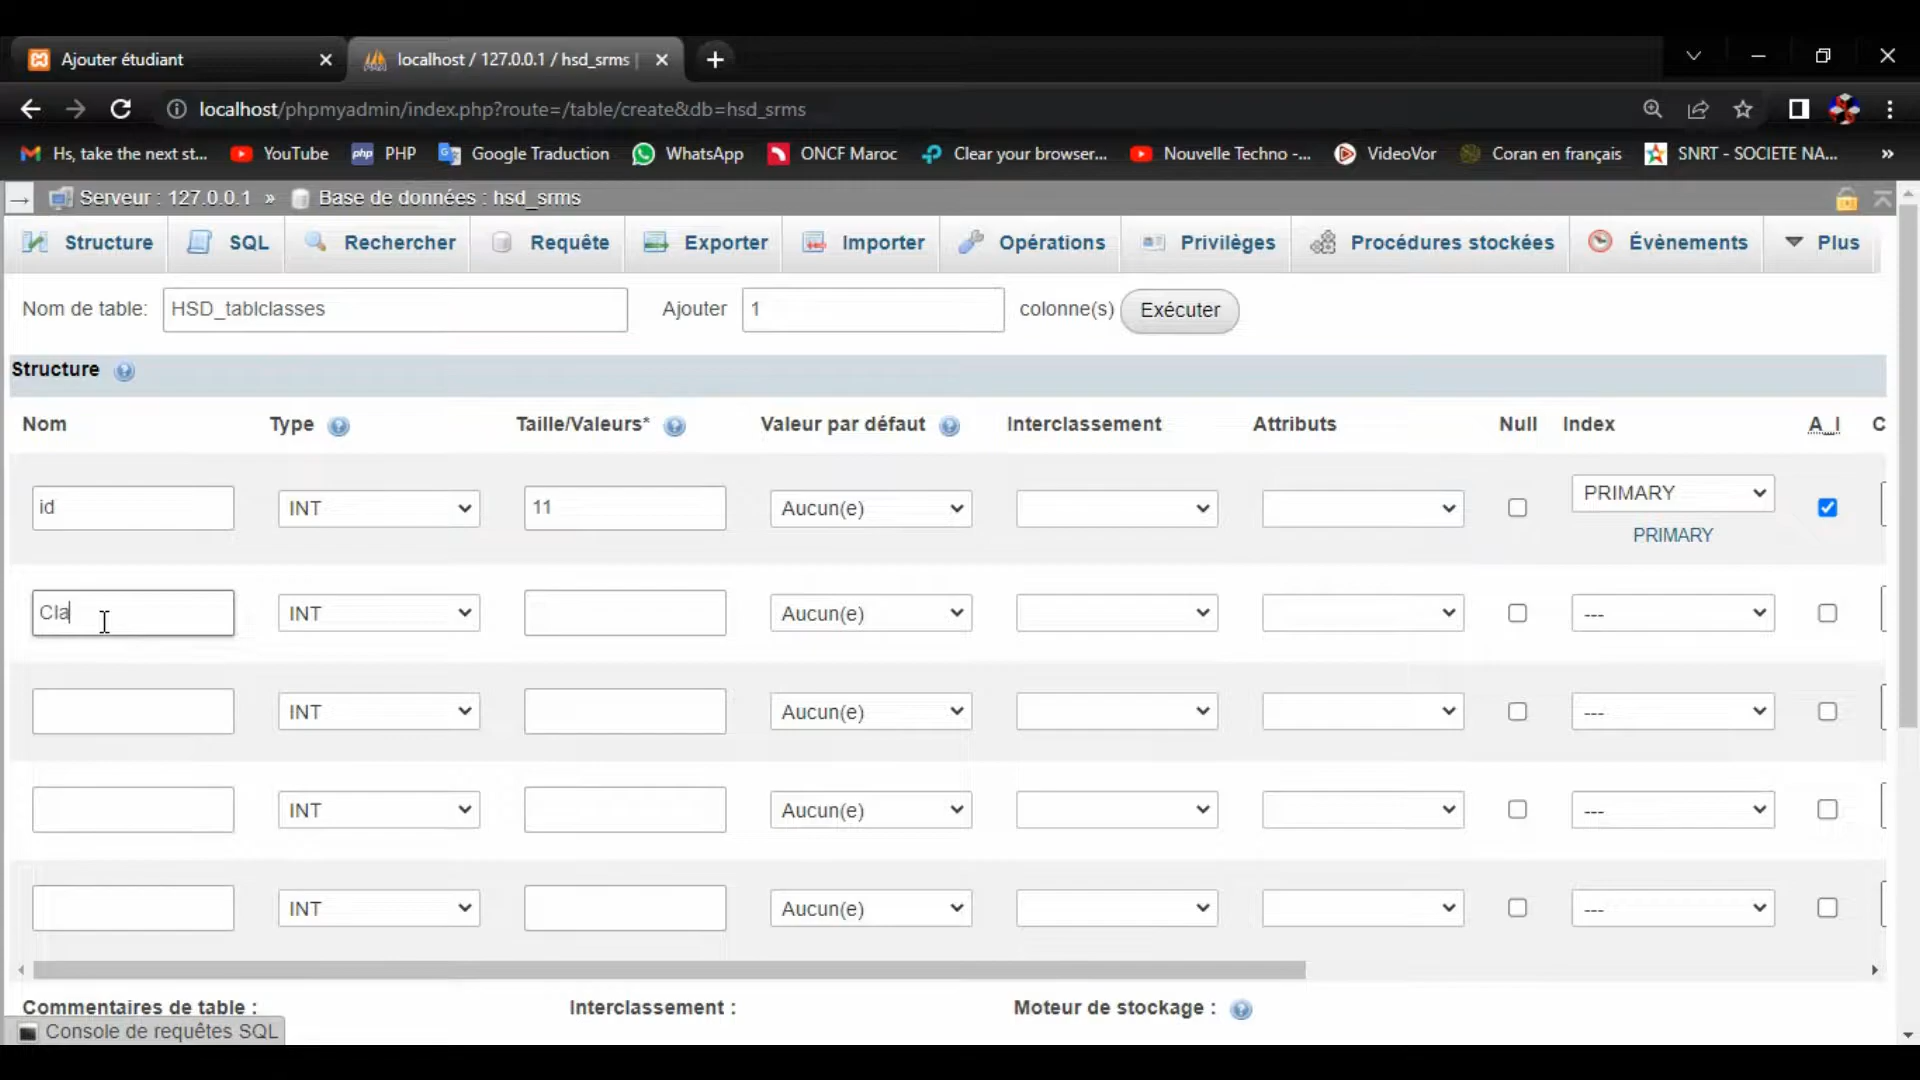 Ajouter étudiant
localhost / 127.0.0.1 / hsd_srms |
localhost/phpmyadmin/index.php?route=/table/create&db=hsd_srms
Hs, take the next st... YouTube PHP Google Traduction WhatsApp ONCF Maroc Clear your browser... Nouvelle Techno -... VideoVor Coran en français SNRT - SOCIETE NA... »
Serveur : 127.0.0.1 » Base de données : hsd_srms
Structure SQL Rechercher Requête Exporter Importer Opérations Privilèges Procédures stockées Évènements Plus
Nom de table: HSD_tablclasses Ajouter 1 colonne(s) Exécuter
Structure
Nom Type Taille/Valeurs* Valeur par défaut Interclassement Attributs Null Index A_I C
id INT 11 Aucun(e) PRIMARY
PRIMARY
Cla INT Aucun(e) ---
INT Aucun(e) ---
INT Aucun(e) ---
INT Aucun(e) ---
Commentaires de table : Interclassement : Moteur de stockage :
Console de requêtes SQL